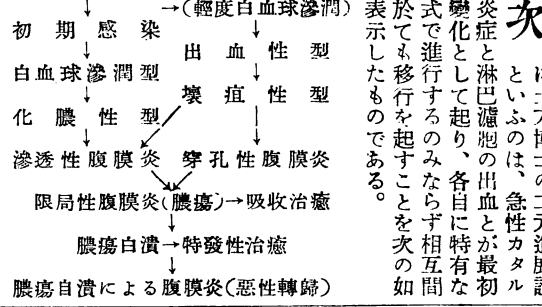 次
といふのは、急性カタル
炎症と淋巴濾胞の出血とが最初
變化として起り、各自に特有な
式で進行するのみならず相互間
於ても移行を起すことを次の如
表示したものである。
→(輕度白血球滲潤)
初期感染
出血性型
白血球滲潤型
壞疽性型
化膿性型
滲透性腹膜炎 穿孔性腹膜炎
限局性腹膜炎(膿瘍)→吸收治癒
膿瘍白潰→特發性治癒
膿瘍自潰による腹膜炎(惡性轉歸)